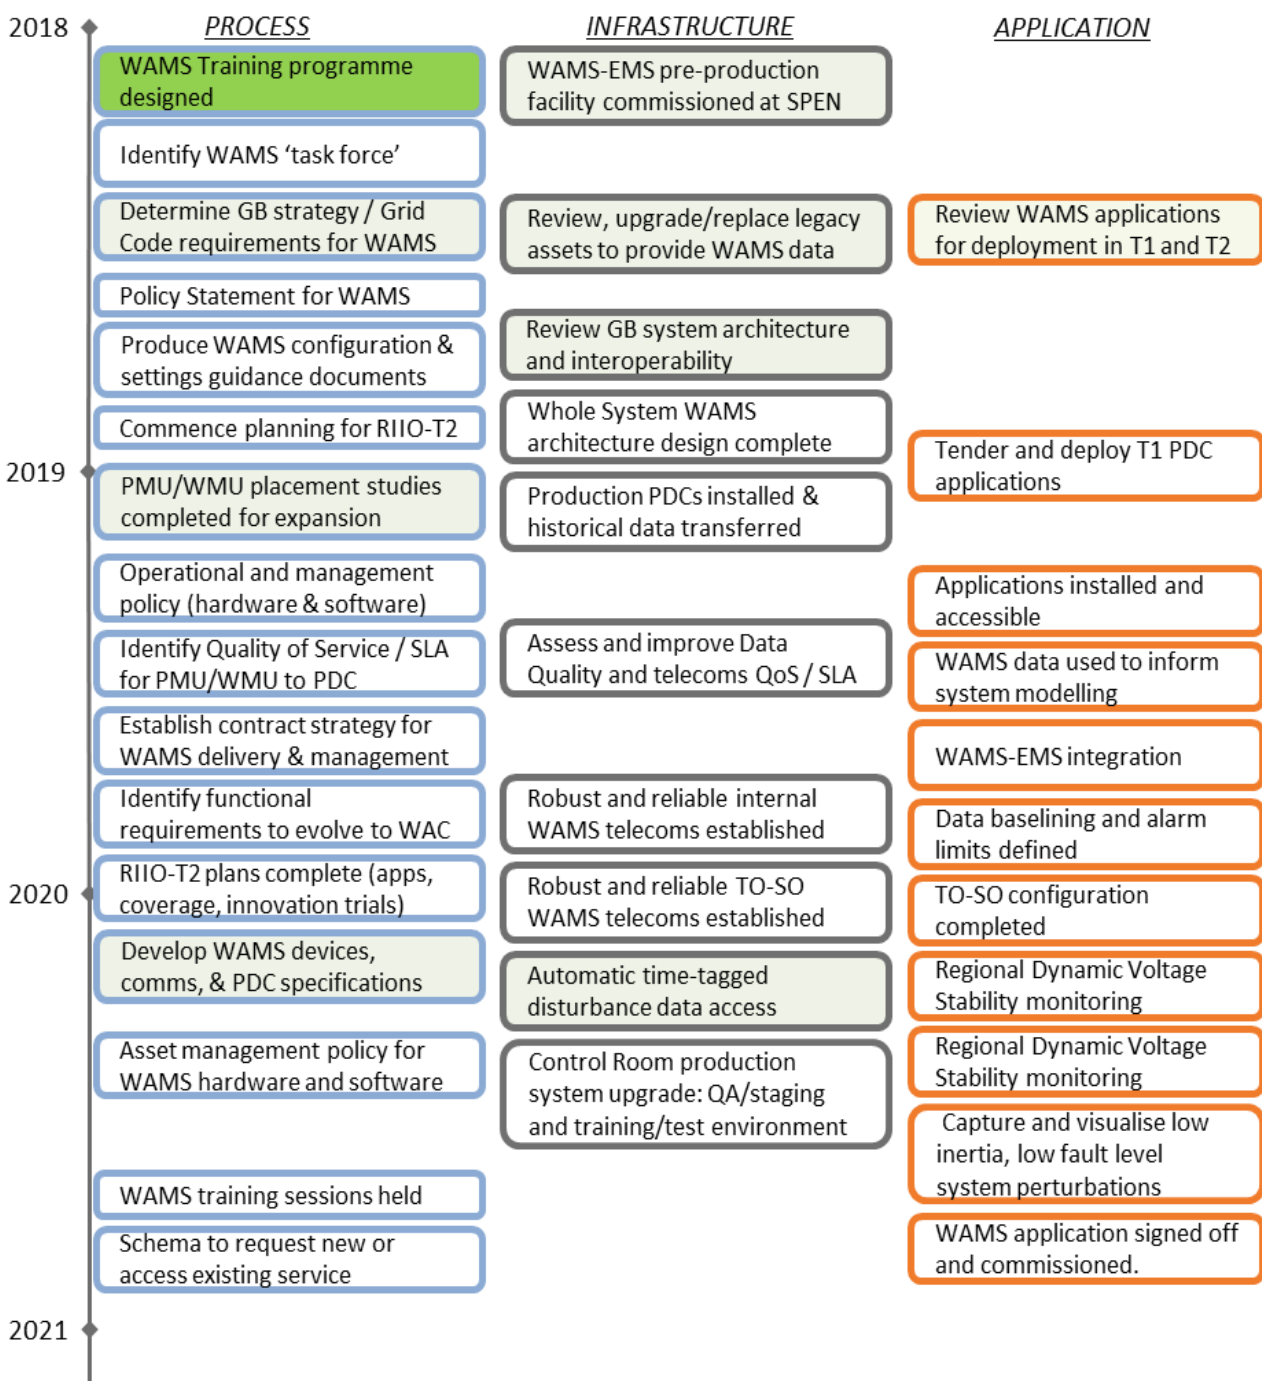 2018
PROCESS
WAMS Training programme
designed
Identify WAMS ‘task force’
Determine GB strategy / Grid
Code requirements for WAMS
Policy Statement for WAMS
Produce WAMS configuration &
settings guidance documents
Commence planning for RIIO-T2
2019
PMU/WMU placement studies
completed for expansion
Operational and management
policy (hardware & software)
Identify Quality of Service / SLA
for PMU/WMU to PDC
Establish contract strategy for
WAMS delivery & management
Identify functional
requirements to evolve to WAC
2020
RIIO-T2 plans complete (apps,
coverage, innovation trials)
Develop WAMS devices,
comms, & PDC specifications
Asset management policy for
WAMS hardware and software
WAMS training sessions held
Schema to request new or
access existing service
2021
INFRASTRUCTURE
WAMS-EMS pre-production
facility commissioned at SPEN
Review, upgrade/replace legacy
assets to provide WAMS data
Review GB system architecture
and interoperability
Whole System WAMS
architecture design complete
Production PDCs installed &
historical data transferred
Assess and improve Data
Quality and telecoms QoS / SLA
Robust and reliable internal
WAMS telecoms established
Robust and reliable TO-SO
WAMS telecoms established
Automatic time-tagged
disturbance data access
Control Room production
system upgrade: QA/staging
and training/test environment
APPLICATION
Review WAMS applications
for deployment in T1 and T2
Tender and deploy T1 PDC
applications
Applications installed and
accessible
WAMS data used to inform
system modelling
WAMS-EMS integration
Data baselining and alarm
limits defined
TO-SO configuration
completed
Regional Dynamic Voltage
Stability monitoring
Regional Dynamic Voltage
Stability monitoring
Capture and visualise low
inertia, low fault level
system perturbations
WAMS application signed off
and commissioned.